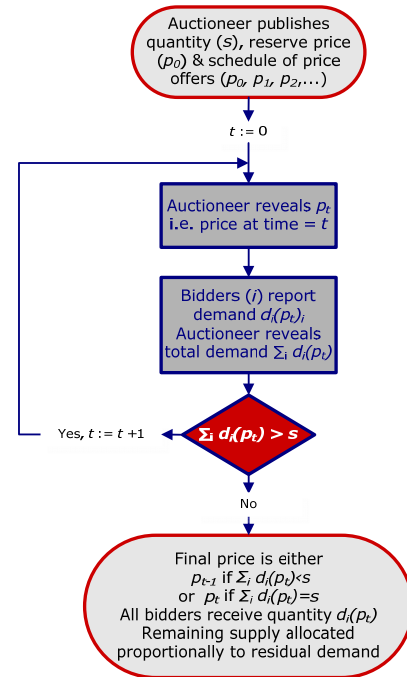 Auctioneer publishes
quantity (s), reserve price
(p₀) & schedule of price
offers (p₀, p₁, p₂,…)
t := 0
Auctioneer reveals pₜ
i.e. price at time = t
Bidders (i) report
demand dᵢ(pₜ)ᵢ
Auctioneer reveals
total demand ∑ᵢ dᵢ(pₜ)
∑ᵢ dᵢ(pₜ) > s
Yes, t := t +1
No
Final price is either
pₜ₋₁ if Σᵢ dᵢ(pₜ)<s
or pₜ if Σᵢ dᵢ(pₜ)=s
All bidders receive quantity dᵢ(pₜ)
Remaining supply allocated
proportionally to residual demand